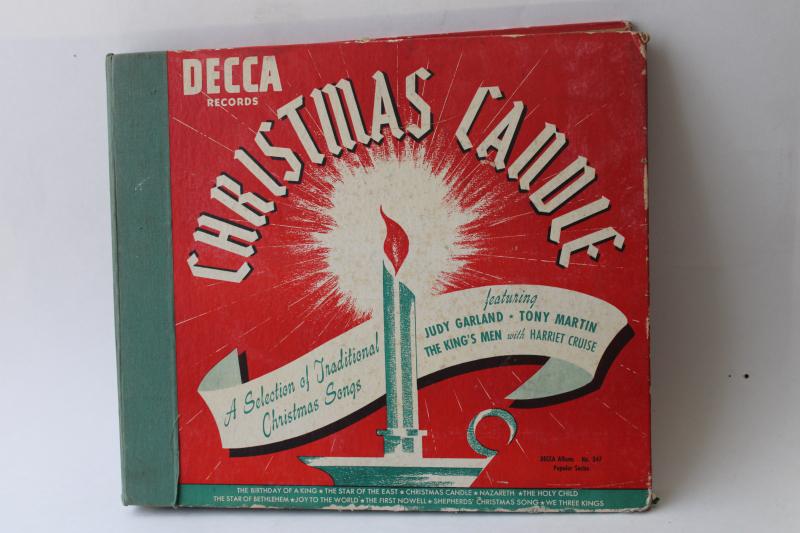 DECCA
RECORDS
CHRISTMAS CANDLE
featuring
JUDY GARLAND • TONY MARTIN
THE KING'S MEN with HARRIET CRUISE
A Selection of Traditional
Christmas Songs
DECCA Album No. 347
Popular Series
THE BIRTHDAY OF A KING ★ THE STAR OF THE EAST ★ CHRISTMAS CANDLE ★ NAZARETH ★ THE HOLY CHILD
THE STAR OF BETHLEHEM ★ JOY TO THE WORLD ★ THE FIRST NOWELL ★ SHEPHERDS' CHRISTMAS SONG ★ WE THREE KINGS